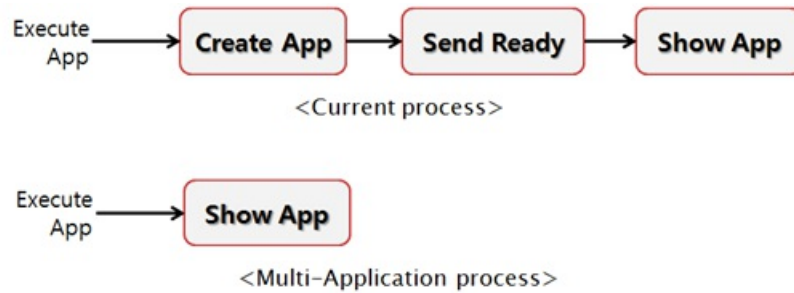 Execute
App
Create App
Send Ready
Show App
<Current process>
Execute
App
Show App
<Multi-Application process>